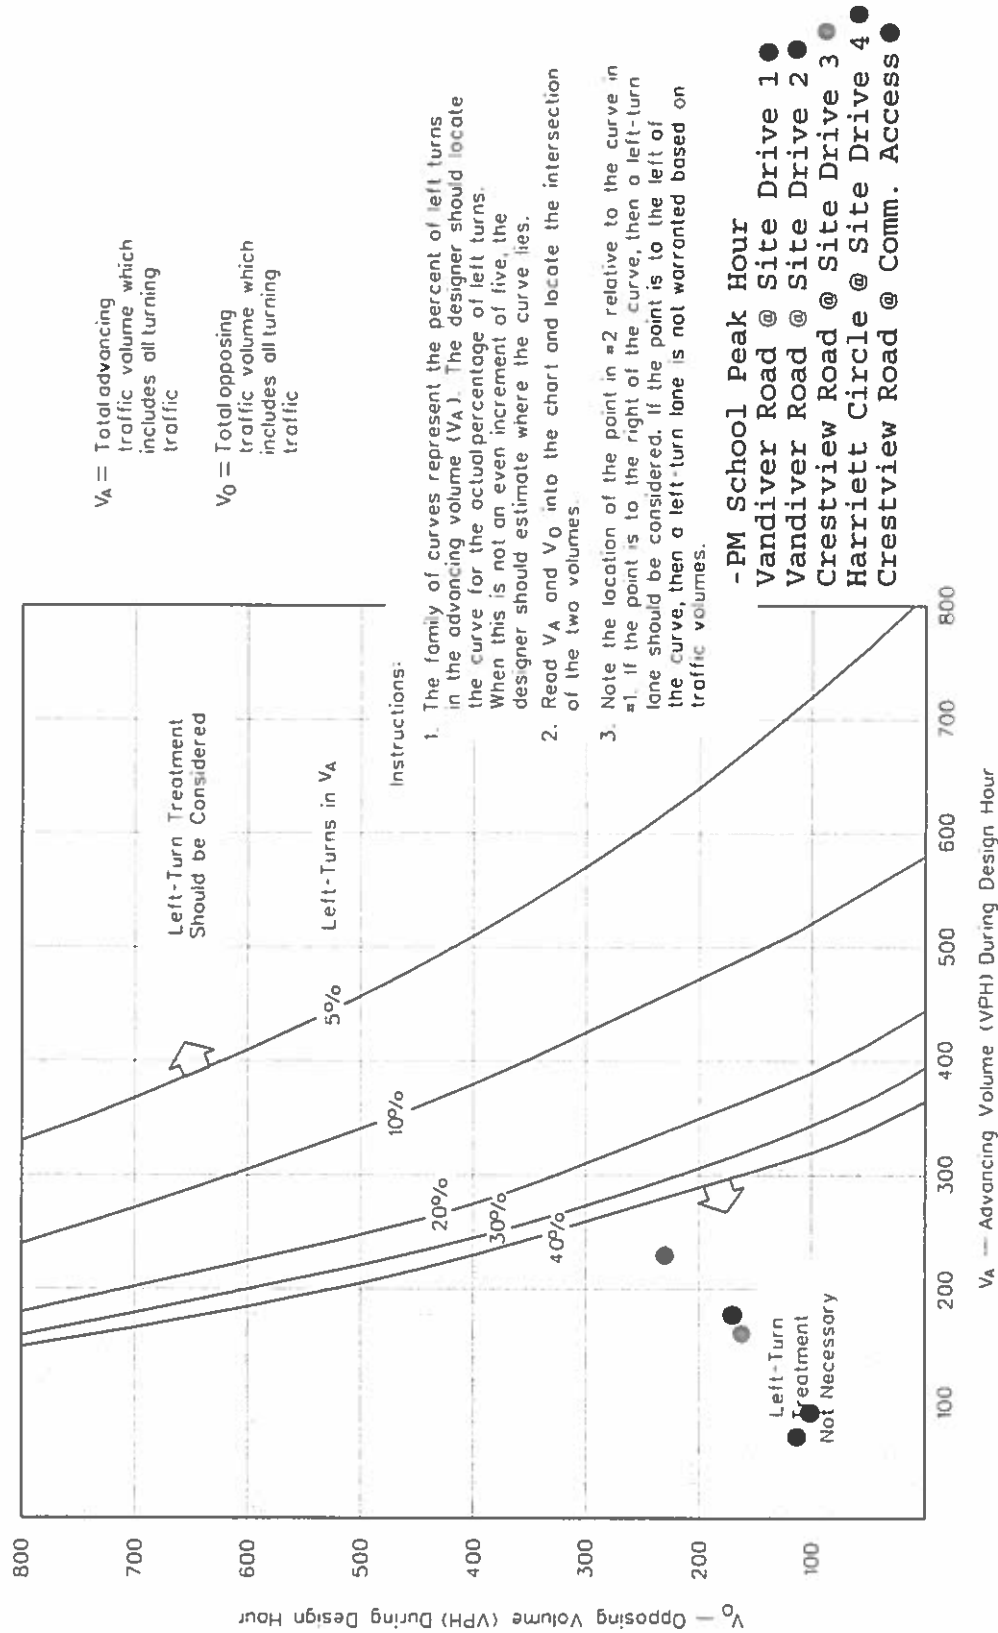 V_A = Total advancing
traffic volume which
includes all turning
traffic
V_O = Total opposing
traffic volume which
includes all turning
traffic
Left-Turn Treatment
Should be Considered
Left-Turns in V_A
Instructions:
1. The family of curves represent the percent of left turns
in the advancing volume (V_A). The designer should locate
the curve for the actual percentage of left turns.
When this is not an even increment of five, the
designer should estimate where the curve lies.
2. Read V_A and V_O into the chart and locate the intersection
of the two volumes.
3. Note the location of the point in #2 relative to the curve in
#1. If the point is to the right of the curve, then a left-turn
lane should be considered. If the point is to the left of
the curve, then a left-turn lane is not warranted based on
traffic volumes.
5%
10%
20%
30%
40%
Left-Turn
Treatment
Not Necessary
-PM School Peak Hour
Vandiver Road @ Site Drive 1
Vandiver Road @ Site Drive 2
Crestview Road @ Site Drive 3
Harriett Circle @ Site Drive 4
Crestview Road @ Comm. Access
800
700
600
500
400
300
200
100
V_O — Opposing Volume (VPH) During Design Hour
100
200
300
400
500
600
700
800
V_A — Advancing Volume (VPH) During Design Hour